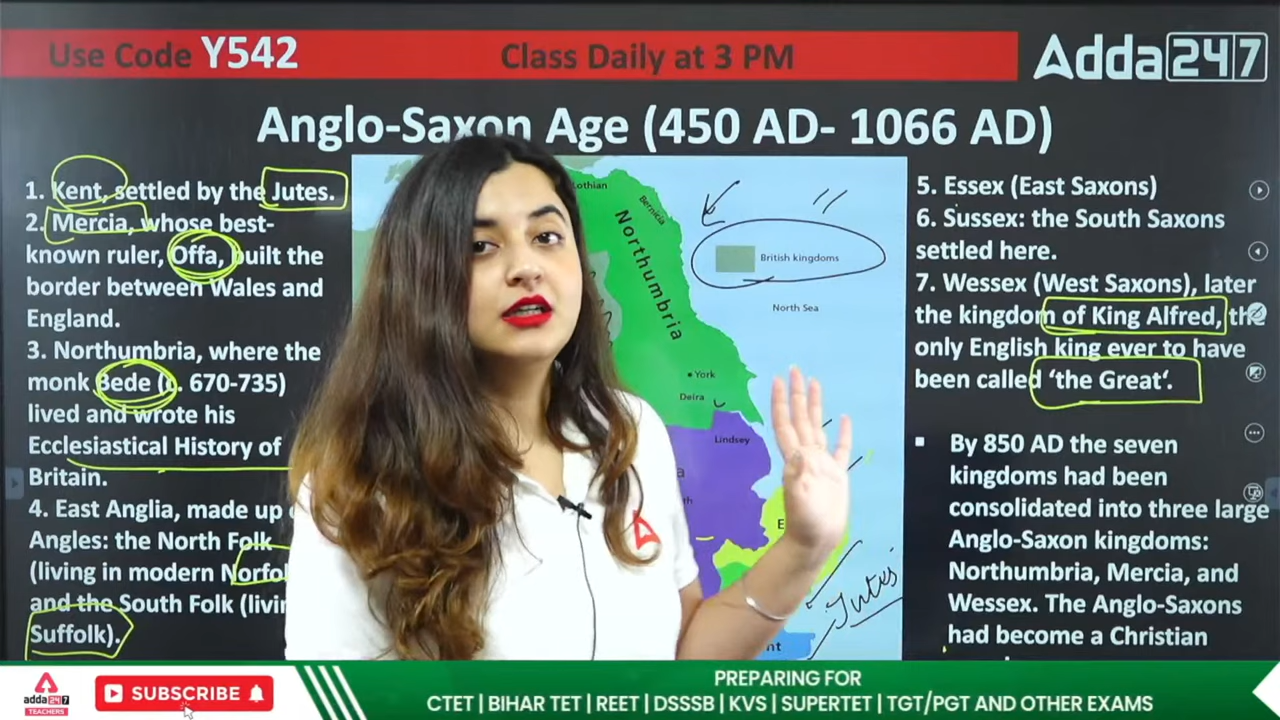 Use Code Y542
Class Daily at 3 PM
Adda247
Anglo-Saxon Age (450 AD- 1066 AD)
1. Kent, settled by the Jutes.
2. Mercia, whose best-
known ruler, Offa, built the
border between Wales and
England.
3. Northumbria, where the
monk Bede (c. 670-735)
lived and wrote his
Ecclesiastical History of
Britain.
4. East Anglia, made up
Angles: the North Folk
(living in modern Norfol
and the South Folk (livin
Suffolk).
Lothian
Bernicia
Northumbria
British kingdoms
North Sea
York
Deira
Lindsey
E
Jutes
nt
5. Essex (East Saxons)
6. Sussex: the South Saxons
settled here.
7. Wessex (West Saxons), later
the kingdom of King Alfred, the
only English king ever to have
been called ‘the Great‘.
By 850 AD the seven
kingdoms had been
consolidated into three large
Anglo-Saxon kingdoms:
Northumbria, Mercia, and
Wessex. The Anglo-Saxons
had become a Christian
adda247
TEACHERS
SUBSCRIBE
PREPARING FOR
CTET | BIHAR TET | REET | DSSSB | KVS | SUPERTET | TGT/PGT AND OTHER EXAMS